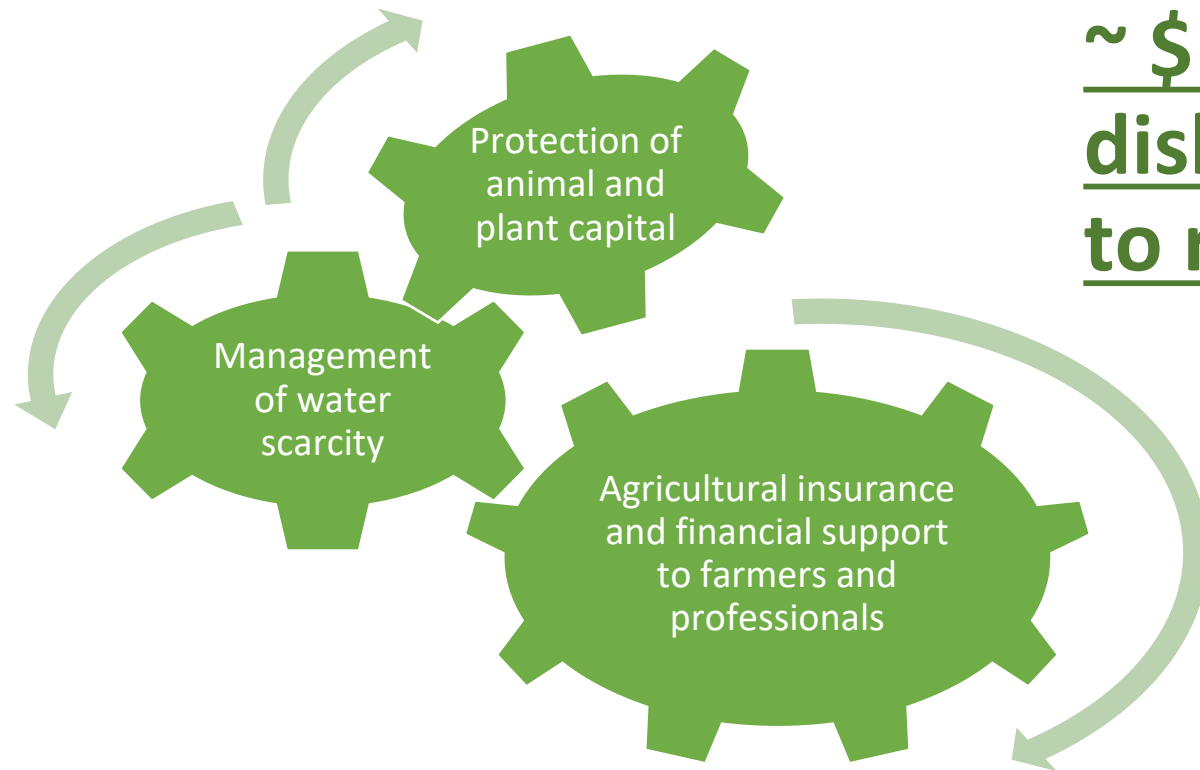 ~ $
to
Protection of
animal and
plant capital
Management
of water
scarcity
Agricultural insurance
and financial support
to farmers and
professionals